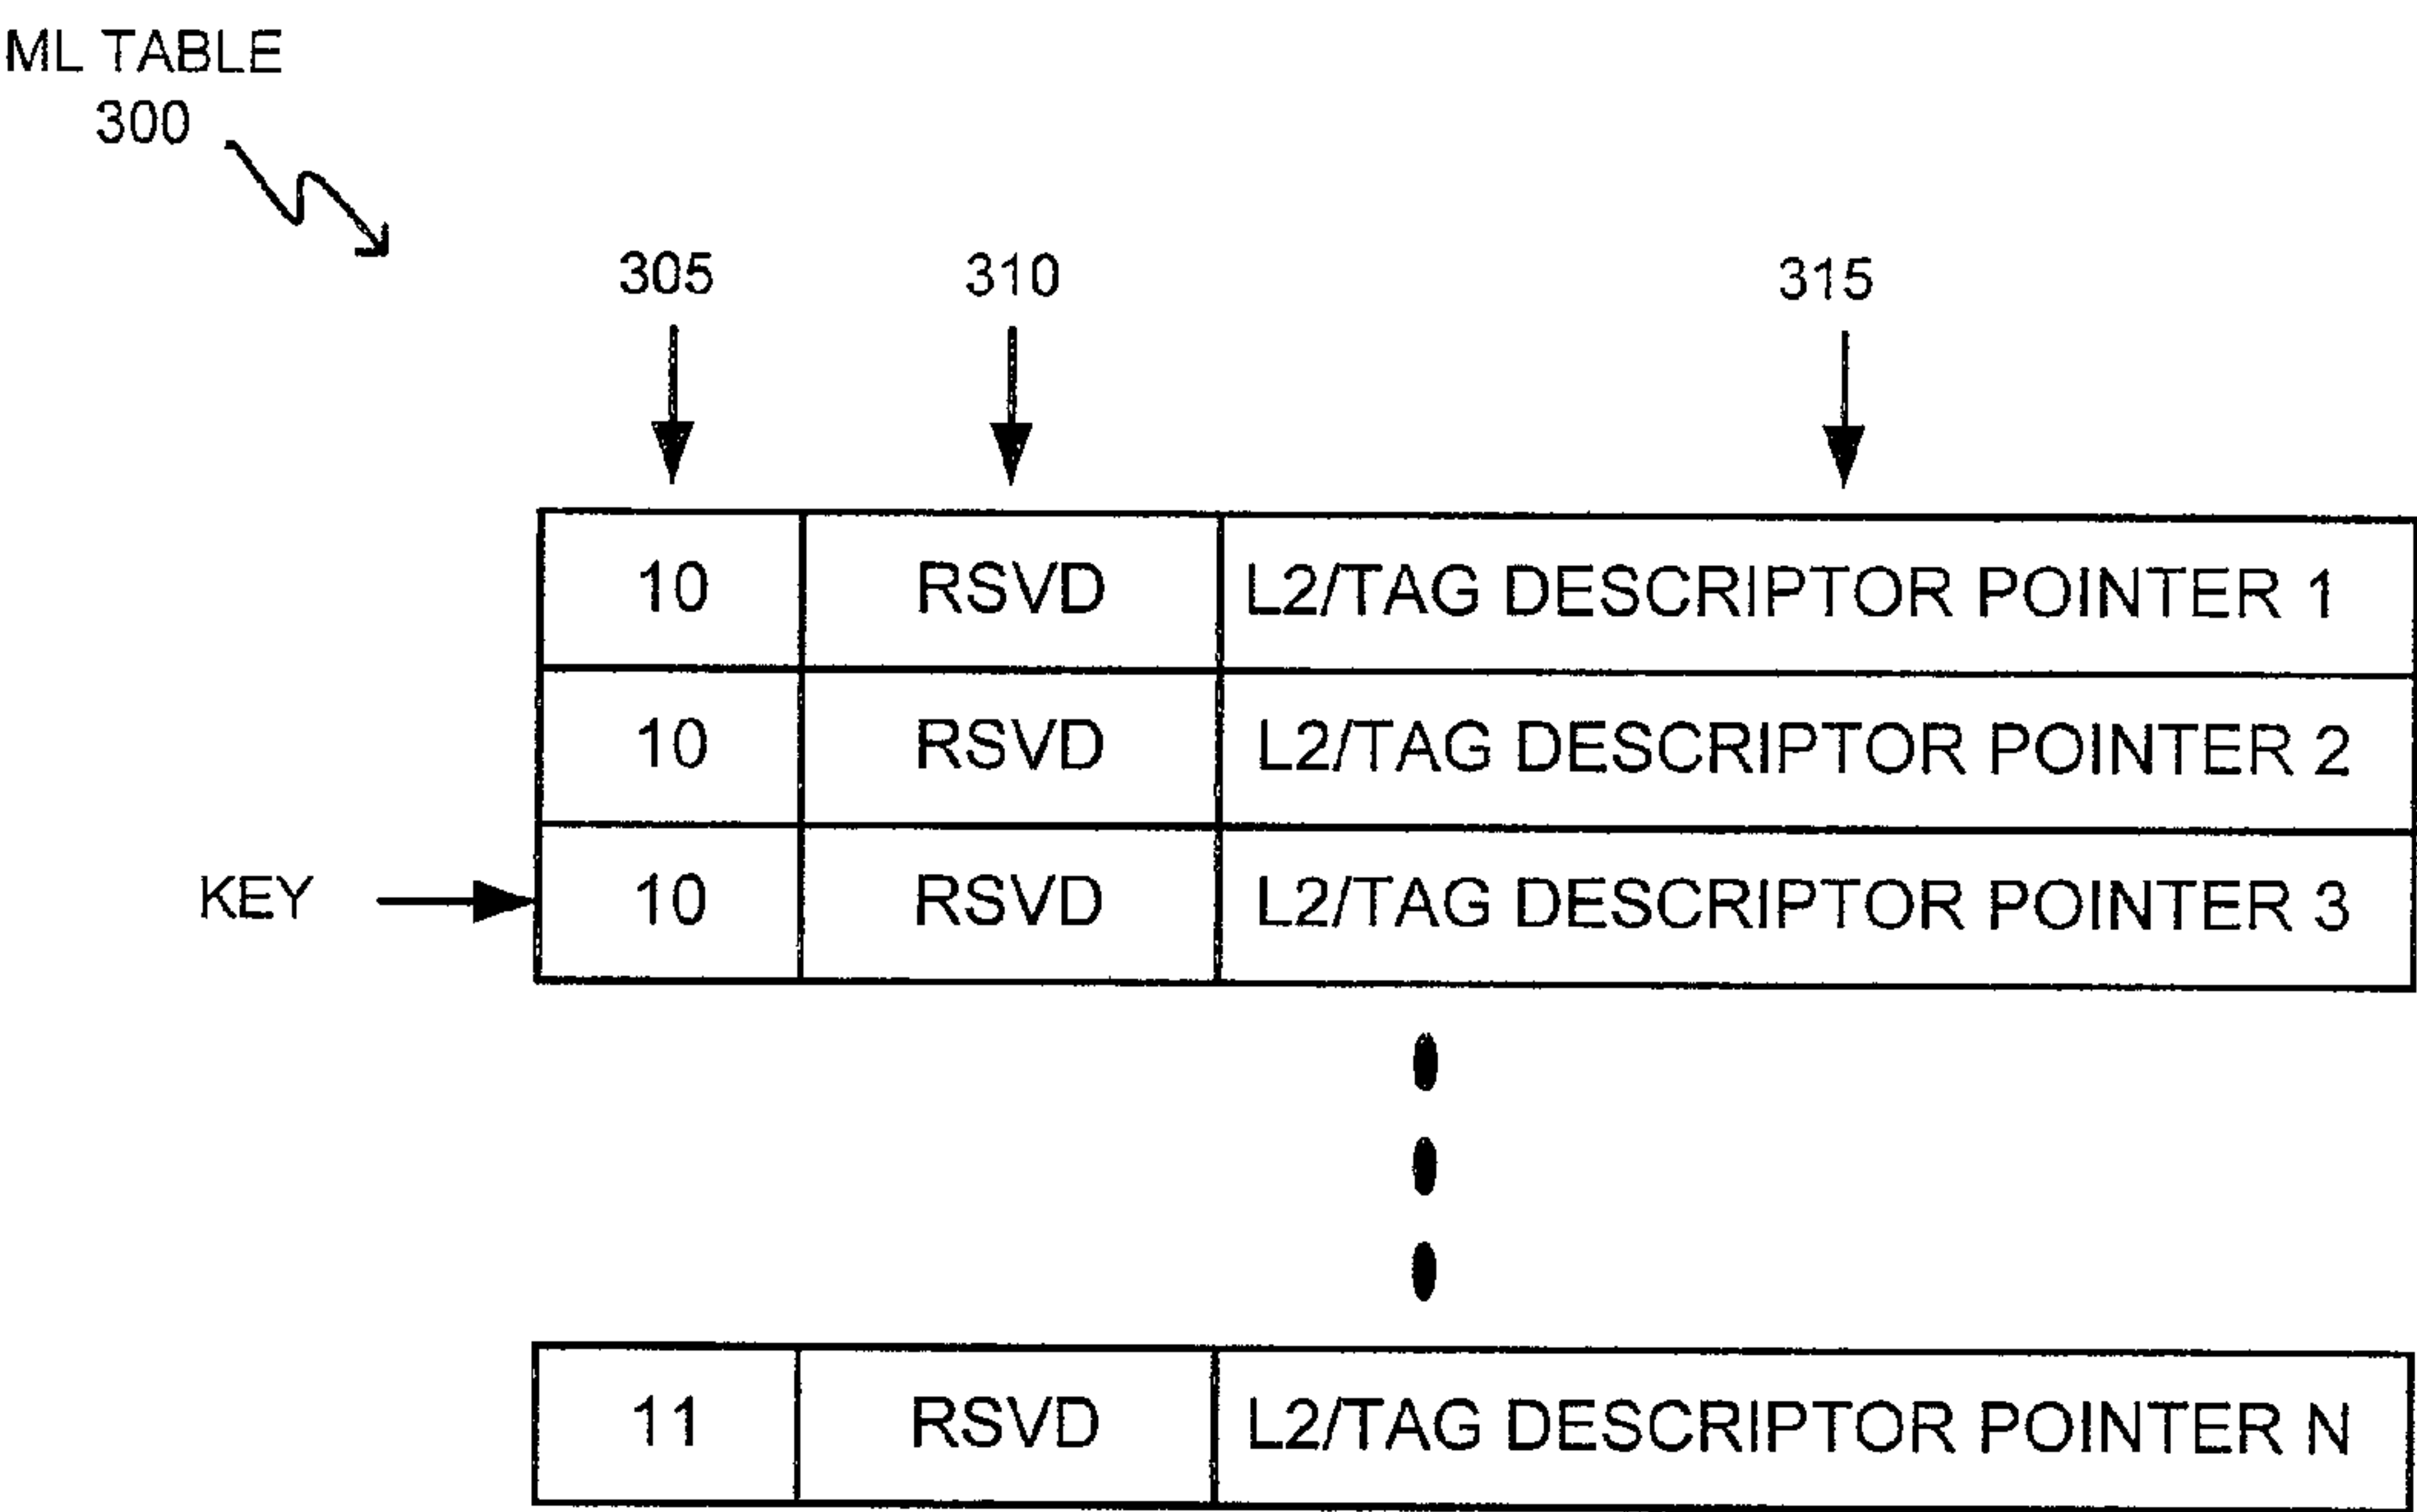 ML TABLE
300
305 310 315
10 RSVD L2/TAG DESCRIPTOR POINTER 1
10 RSVD L2/TAG DESCRIPTOR POINTER 2
KEY 10 RSVD L2/TAG DESCRIPTOR POINTER 3
11 RSVD L2/TAG DESCRIPTOR POINTER N